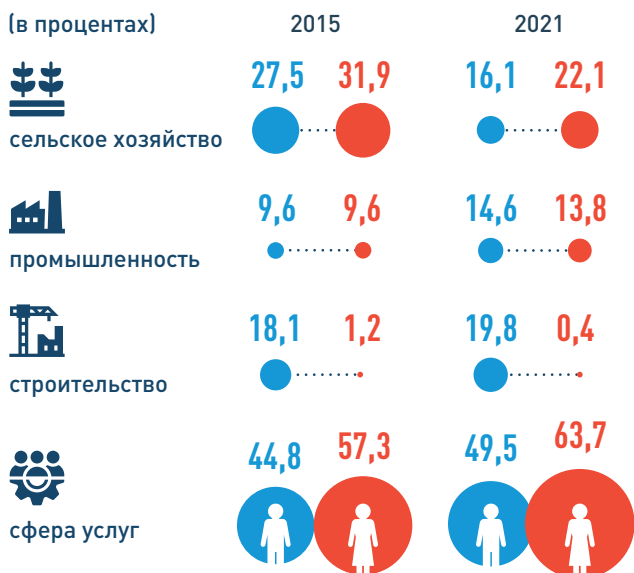 (в процентах) 2015 2021
27,5 31,9 16,1 22,1
сельское хозяйство
9,6 9,6 14,6 13,8
промышленность
18,1 1,2 19,8 0,4
строительство
44,8 57,3 49,5 63,7
сфера услуг